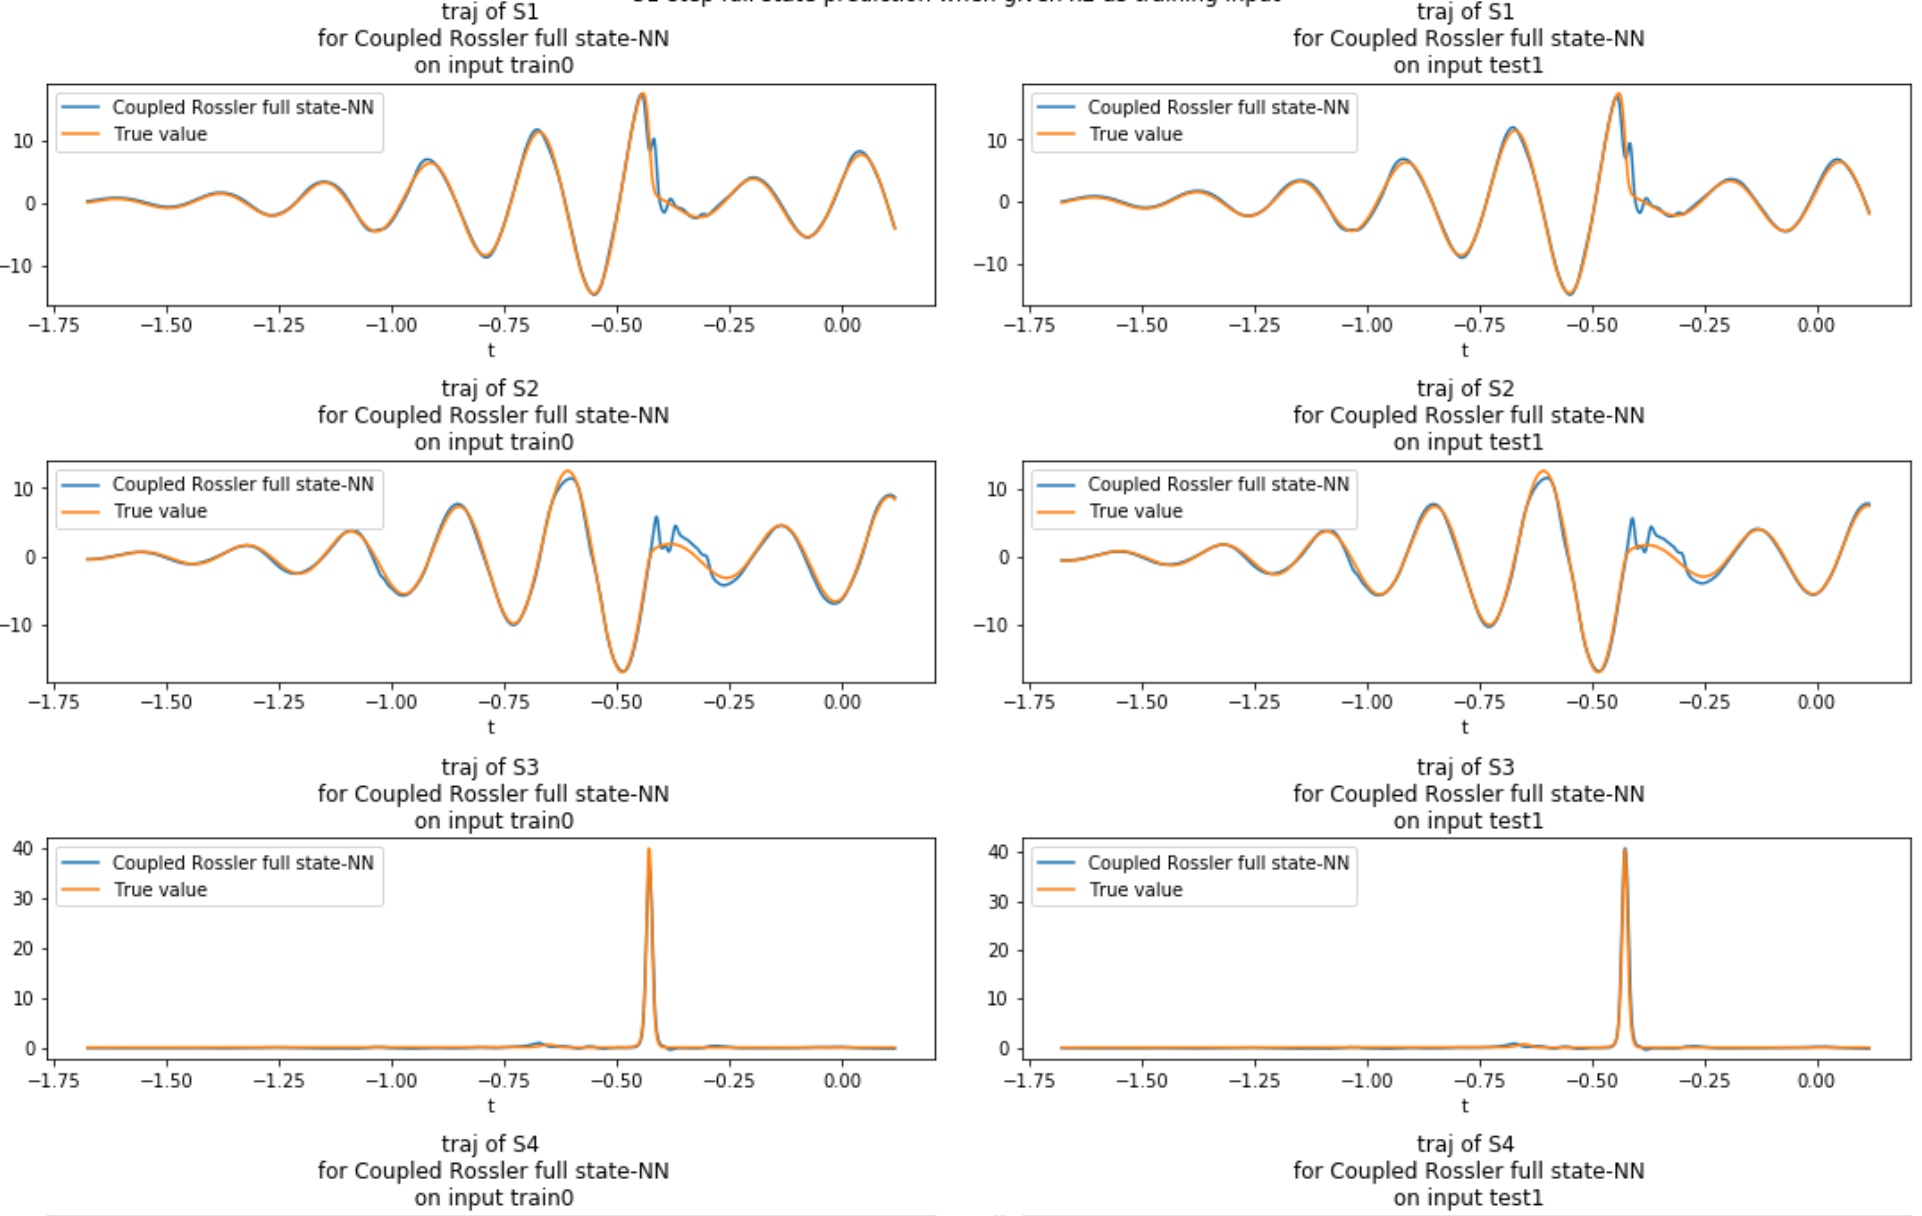 step full state prediction when given x2 as training input
traj of S1
for Coupled Rossler full state-NN
on input train0
Coupled Rossler full state-NN
True value
10
0
−10
−1.75 −1.50 −1.25 −1.00 −0.75 −0.50 −0.25 0.00
t
traj of S1
for Coupled Rossler full state-NN
on input test1
Coupled Rossler full state-NN
True value
10
0
−10
−1.75 −1.50 −1.25 −1.00 −0.75 −0.50 −0.25 0.00
t
traj of S2
for Coupled Rossler full state-NN
on input train0
Coupled Rossler full state-NN
True value
10
0
−10
−1.75 −1.50 −1.25 −1.00 −0.75 −0.50 −0.25 0.00
t
traj of S2
for Coupled Rossler full state-NN
on input test1
Coupled Rossler full state-NN
True value
10
0
−10
−1.75 −1.50 −1.25 −1.00 −0.75 −0.50 −0.25 0.00
t
traj of S3
for Coupled Rossler full state-NN
on input train0
Coupled Rossler full state-NN
True value
40
30
20
10
0
−1.75 −1.50 −1.25 −1.00 −0.75 −0.50 −0.25 0.00
t
traj of S3
for Coupled Rossler full state-NN
on input test1
Coupled Rossler full state-NN
True value
40
30
20
10
0
−1.75 −1.50 −1.25 −1.00 −0.75 −0.50 −0.25 0.00
t
traj of S4
for Coupled Rossler full state-NN
on input train0
traj of S4
for Coupled Rossler full state-NN
on input test1